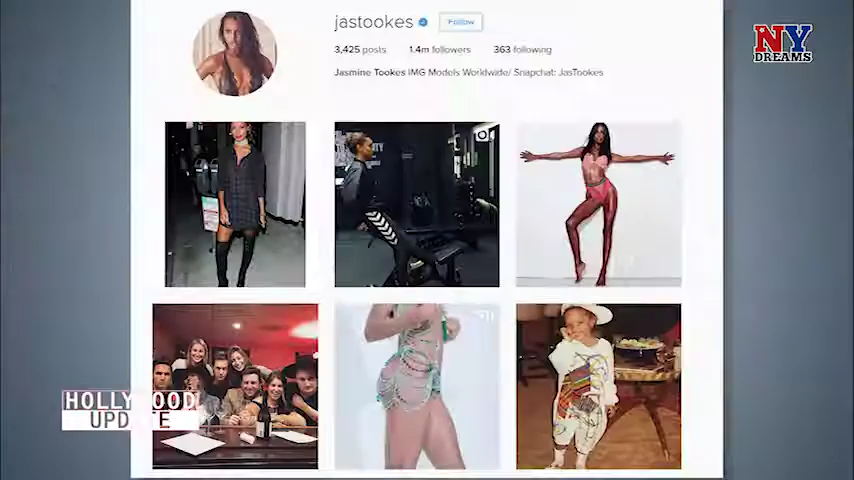 jastookes Follow
3,425 posts 1.4m followers 363 following
Jasmine Tookes IMG Models Worldwide/ Snapchat: JasTookes
NY
DREAMS
HOLLYWOOD
UPDATE